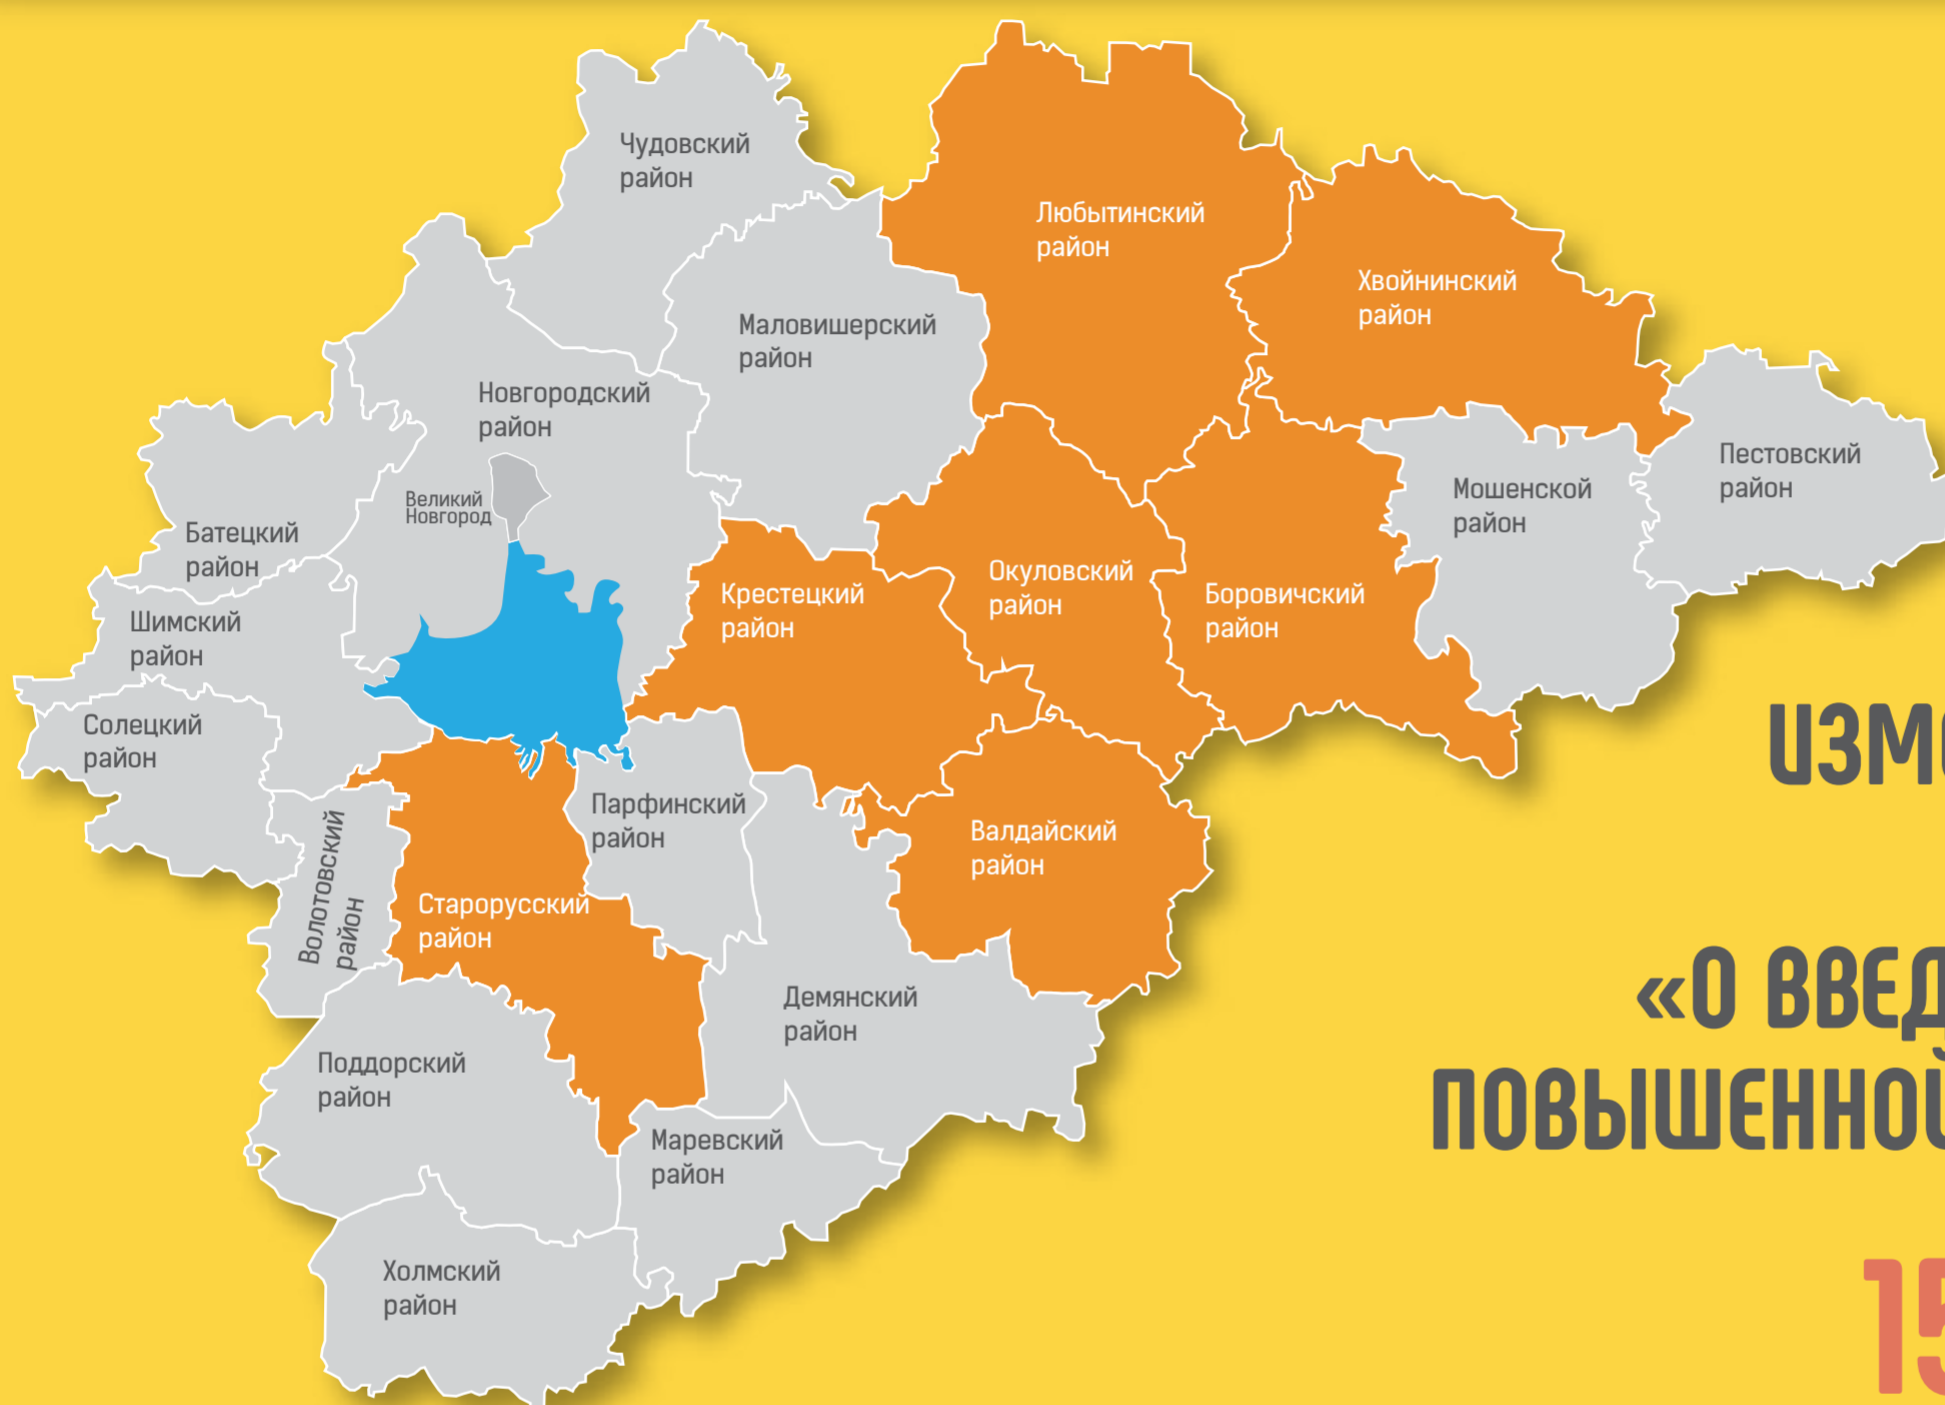 Чудовский
район
Любытинский
район
Хвойнинский
район
Маловишерский
район
Новгородский
район
Великий
Новгород
Пестовский
район
Мошенской
район
Батецкий
район
Окуловский
район
Крестецкий
район
Боровичский
район
Шимский
район
Солецкий
район
Парфинский
район
Валдайский
район
Волотовский
район
Старорусский
район
Демянский
район
Поддорский
район
Маревский
район
Холмский
район
«О ВВЕД
ПОВЫШЕННОЙ
15